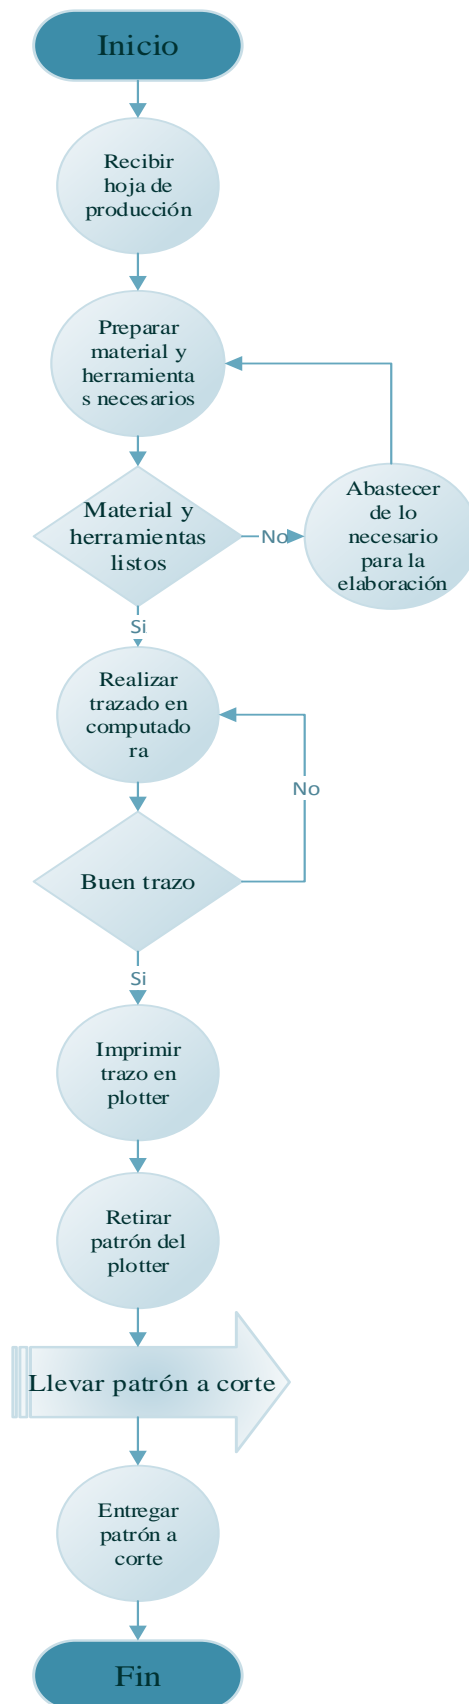 Inicio
Recibir
hoja de
producción
Preparar
material y
herramienta
s necesarios
Material y
herramientas
listos
No
Abastecer
de lo
necesario
para la
elaboración
Si
Realizar
trazado en
computado
ra
No
Buen trazo
Si
Imprimir
trazo en
plotter
Retirar
patrón del
plotter
Llevar patrón a corte
Entregar
patrón a
corte
Fin